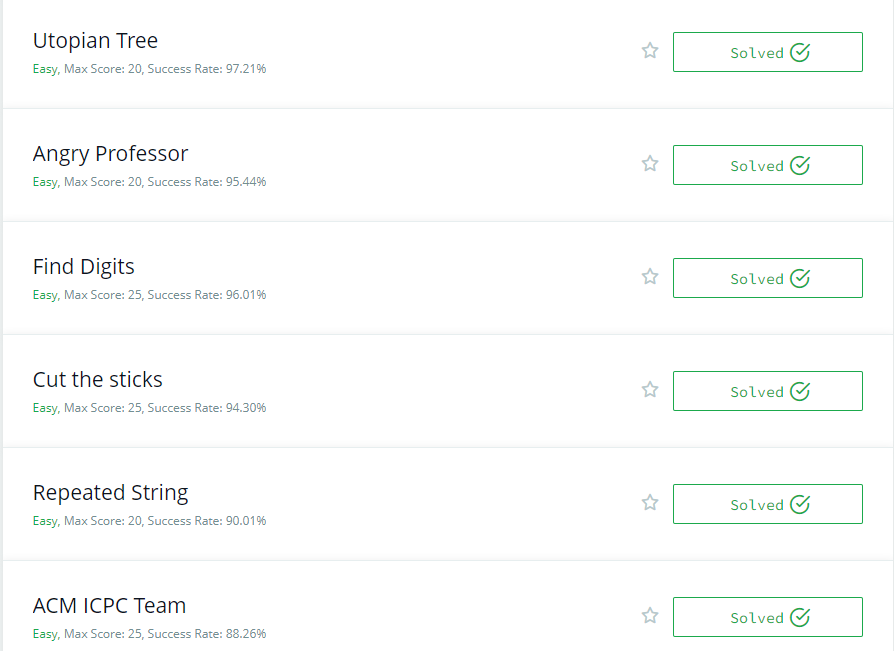 Utopian Tree
Easy, Max Score: 20, Success Rate: 97.21%
Solved
Angry Professor
Easy, Max Score: 20, Success Rate: 95.44%
Solved
Find Digits
Easy, Max Score: 25, Success Rate: 96.01%
Solved
Cut the sticks
Easy, Max Score: 25, Success Rate: 94.30%
Solved
Repeated String
Easy, Max Score: 20, Success Rate: 90.01%
Solved
ACM ICPC Team
Easy, Max Score: 25, Success Rate: 88.26%
Solved